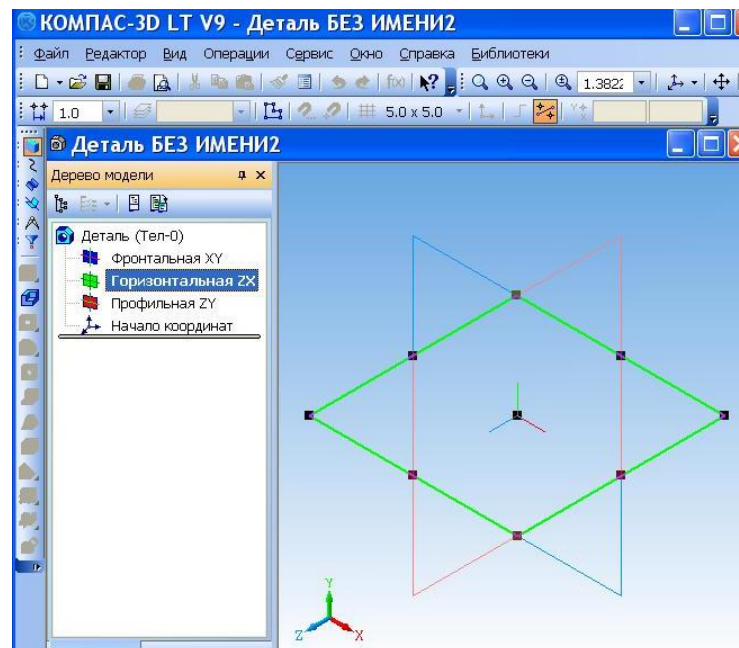 КОМПАС-3D LT V9 - Деталь БЕЗ ИМЕНИ2
Файл Редактор Вид Операции Сервис Окно Справка Библиотеки
f(x) 1.382
1.0 5.0 x 5.0
Деталь БЕЗ ИМЕНИ2
Дерево модели
Деталь (Тел-0)
Фронтальная XY
Горизонтальная ZX
Профильная ZY
Начало координат
Y
Z X